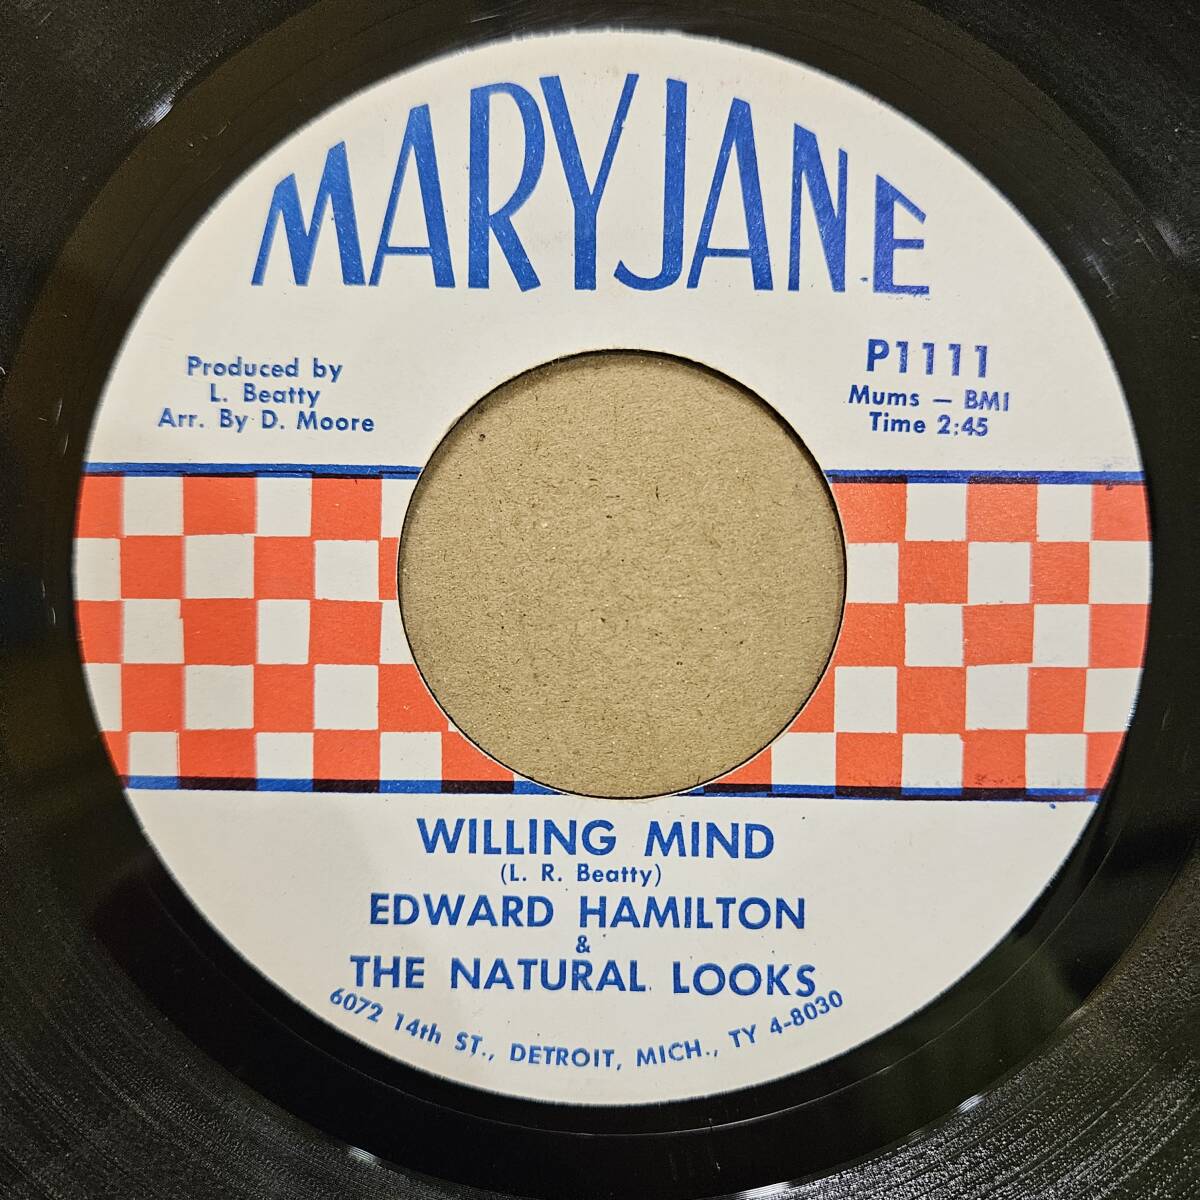 MARYJANE
Produced by
L. Beatty
Arr. By D. Moore
P1111
Mums - BMI
Time 2:45
WILLING MIND
(L. R. Beatty)
EDWARD HAMILTON
&
THE NATURAL LOOKS
6072 14th ST., DETROIT, MICH., TY 4-8030